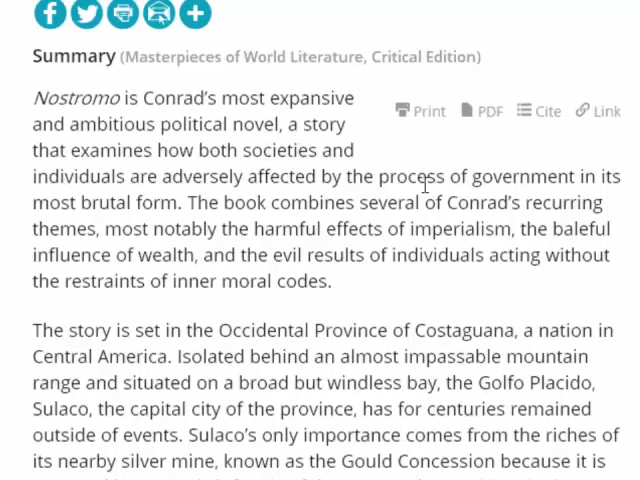 Summary (Masterpieces of World Literature, Critical Edition)
Nostromo is Conrad's most expansive
Print PDF Cite Link
and ambitious political novel, a story
that examines how both societies and
individuals are adversely affected by the process of government in its
most brutal form. The book combines several of Conrad's recurring
themes, most notably the harmful effects of imperialism, the baleful
influence of wealth, and the evil results of individuals acting without
the restraints of inner moral codes.
The story is set in the Occidental Province of Costaguana, a nation in
Central America. Isolated behind an almost impassable mountain
range and situated on a broad but windless bay, the Golfo Placido,
Sulaco, the capital city of the province, has for centuries remained
outside of events. Sulaco's only importance comes from the riches of
its nearby silver mine, known as the Gould Concession because it is